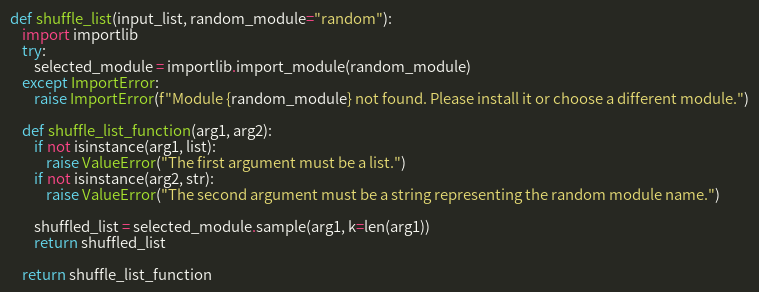 def shuffle_list(input_list, random_module="random"):
    import importlib
    try:
        selected_module = importlib.import_module(random_module)
    except ImportError:
        raise ImportError(f"Module {random_module} not found. Please install it or choose a different module.")

    def shuffle_list_function(arg1, arg2):
        if not isinstance(arg1, list):
            raise ValueError("The first argument must be a list.")
        if not isinstance(arg2, str):
            raise ValueError("The second argument must be a string representing the random module name.")

        shuffled_list = selected_module.sample(arg1, k=len(arg1))
        return shuffled_list

    return shuffle_list_function